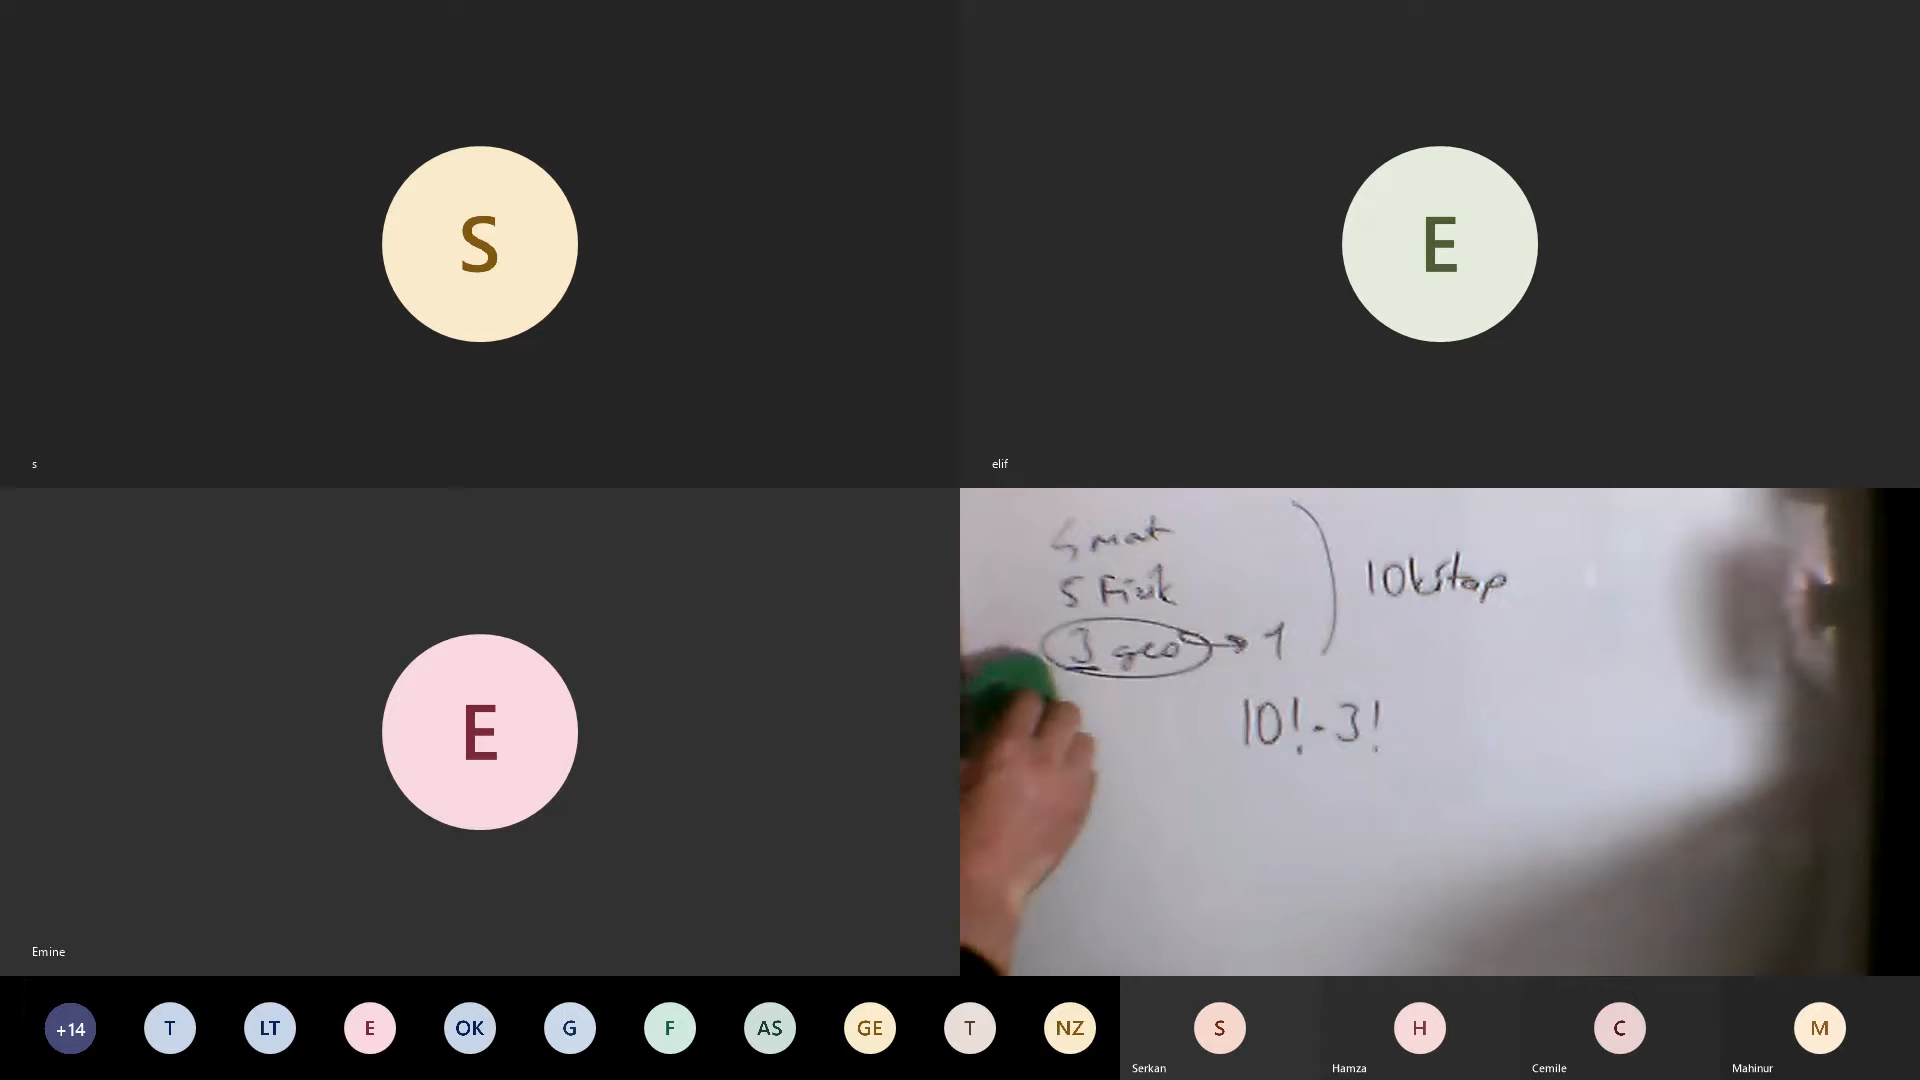 S
E
s
elif
E
Emine
4 mat
5 Fizik
3 geo → 1
10 kitap
10! · 3!
+14
T
LT
E
OK
G
F
AS
GE
T
NZ
S
H
C
M
Serkan
Hamza
Cemile
Mahinur